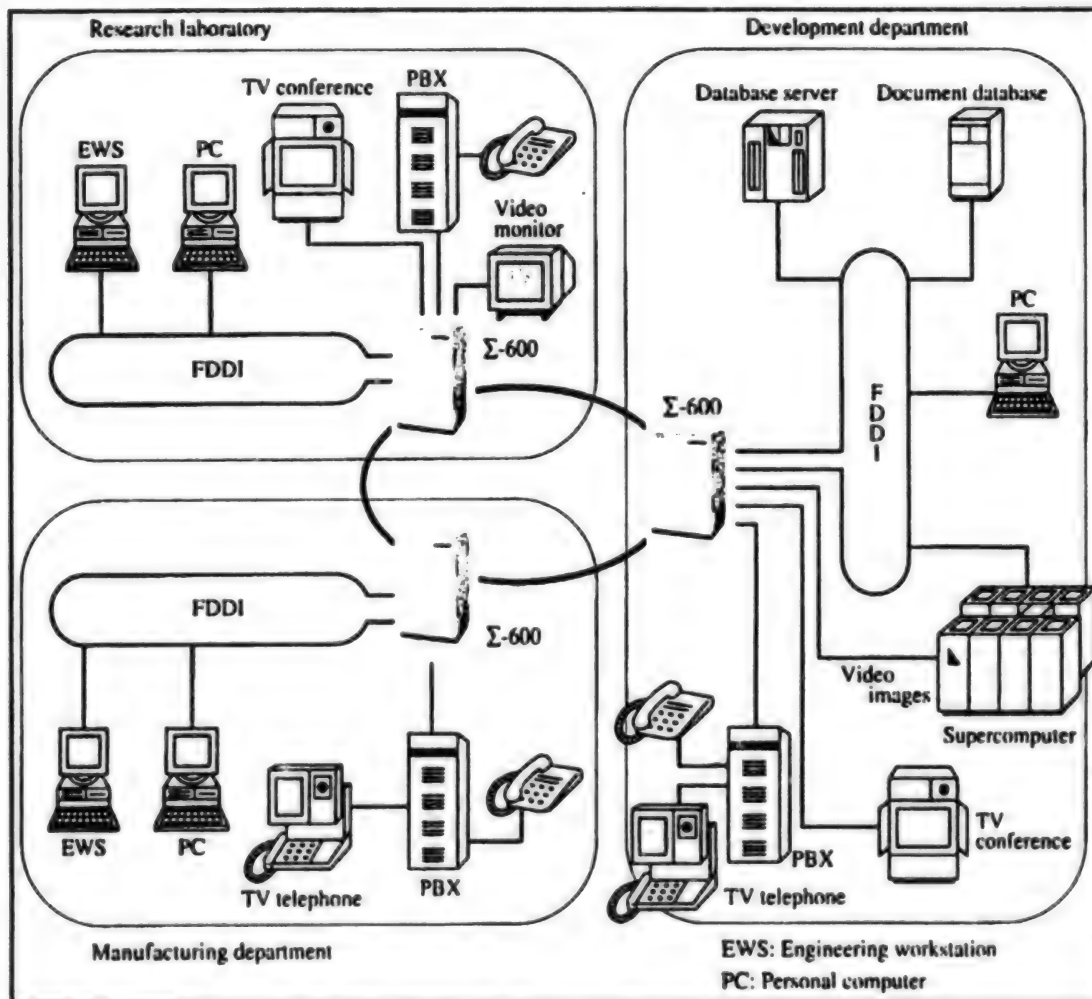 Research laboratory
TV conference
PBX
EWS
PC
Video
monitor
FDDI
Σ-600
Development department
Database server
Document database
PC
FDDI
Σ-600
Video
images
Supercomputer
TV
conference
PBX
TV telephone
FDDI
Σ-600
EWS
PC
TV telephone
PBX
Manufacturing department
EWS: Engineering workstation
PC: Personal computer